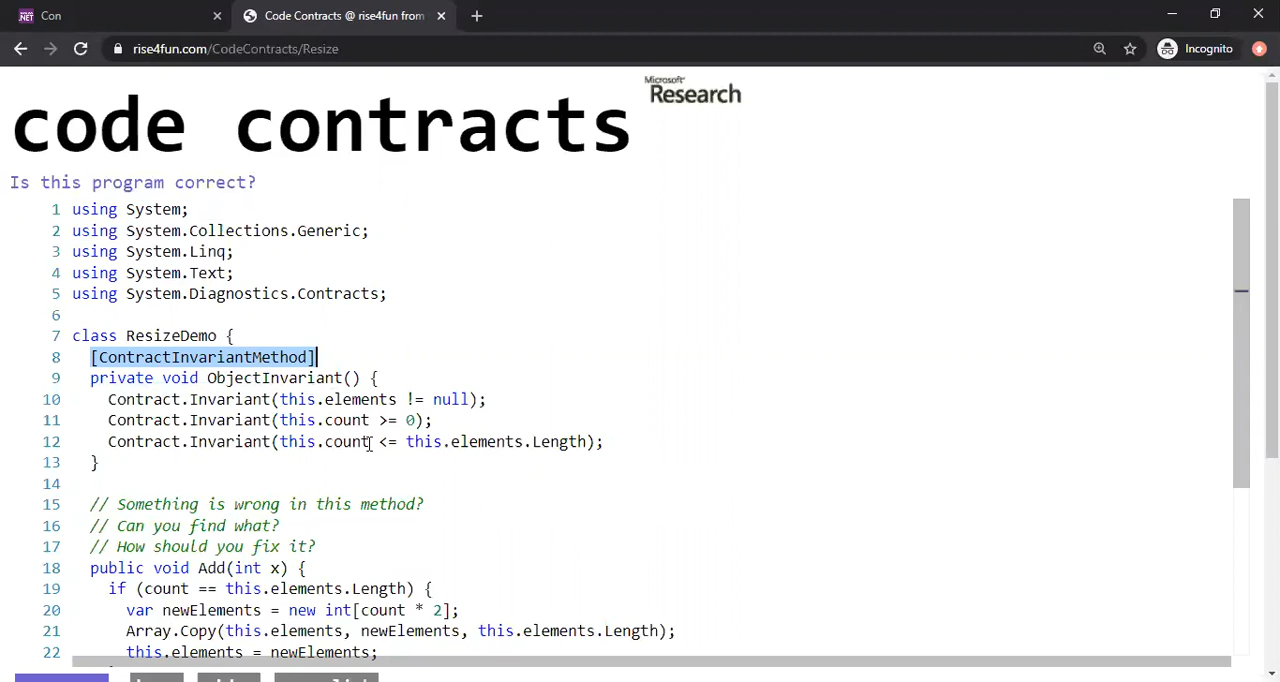 Con
Code Contracts @ rise4fun from
rise4fun.com/CodeContracts/Resize
Incognito
code contracts
Microsoft®
Research
Is this program correct?
1 using System;
2 using System.Collections.Generic;
3 using System.Linq;
4 using System.Text;
5 using System.Diagnostics.Contracts;
6
7 class ResizeDemo {
8 [ContractInvariantMethod]
9 private void ObjectInvariant() {
10 Contract.Invariant(this.elements != null);
11 Contract.Invariant(this.count >= 0);
12 Contract.Invariant(this.count <= this.elements.Length);
13 }
14
15 // Something is wrong in this method?
16 // Can you find what?
17 // How should you fix it?
18 public void Add(int x) {
19 if (count == this.elements.Length) {
20 var newElements = new int[count * 2];
21 Array.Copy(this.elements, newElements, this.elements.Length);
22 this.elements = newElements;